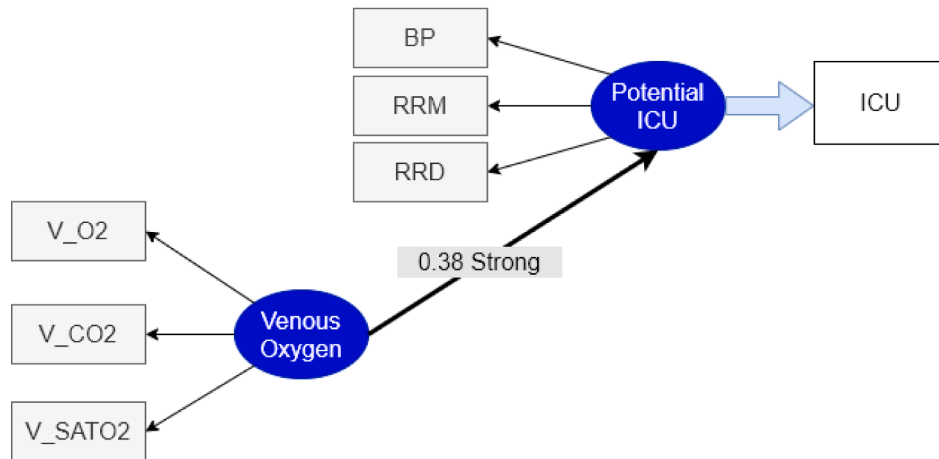 BP
Potential
ICU
ICU
RRM
RRD
V_O2
0.38 Strong
V_CO2
Venous
Oxygen
V_SATO2